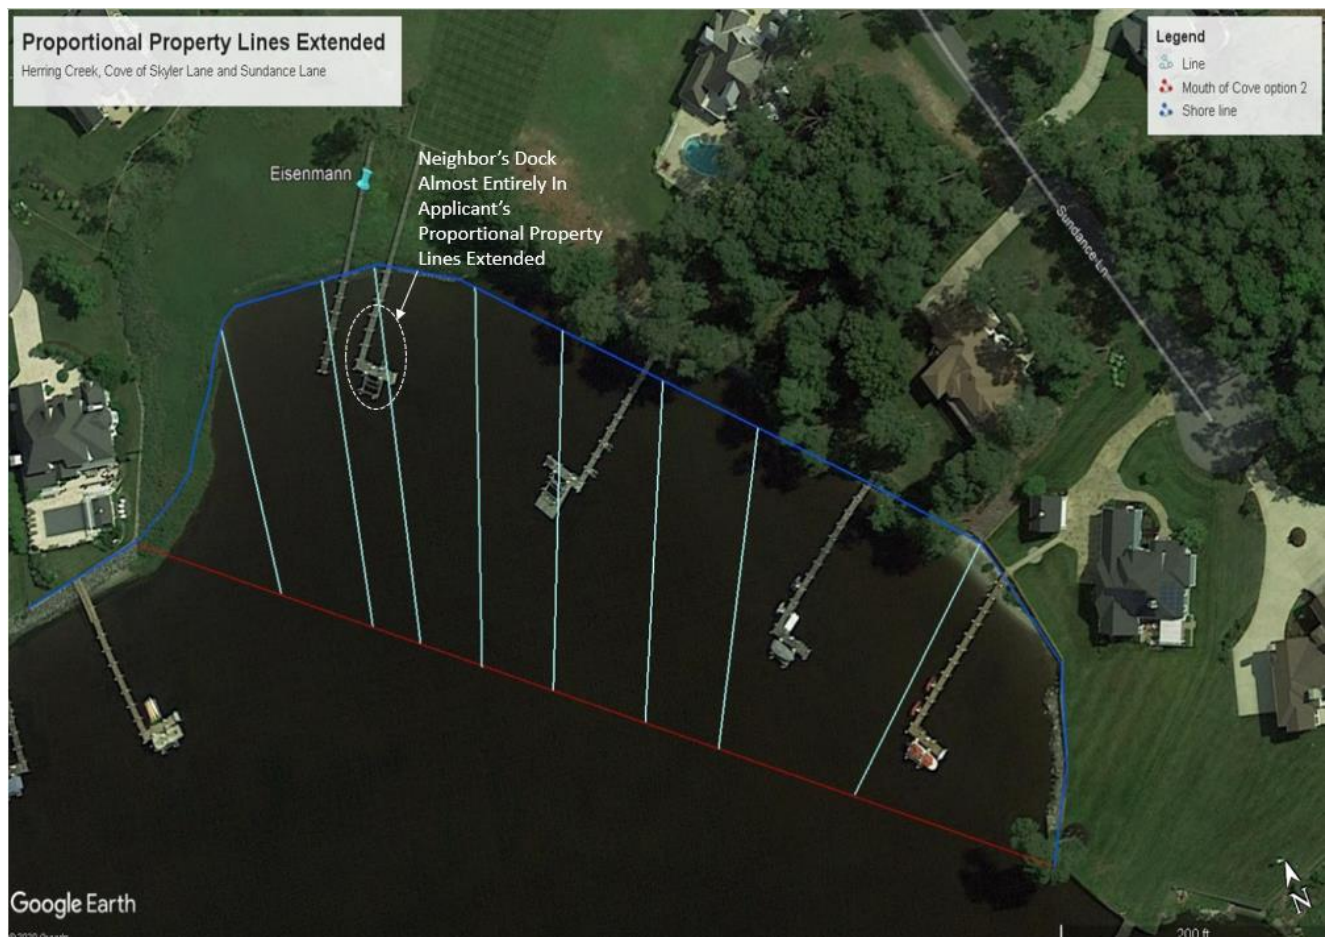 Proportional Property Lines Extended
Herring Creek, Cove of Skyler Lane and Sundance Lane
Legend
Line
Mouth of Cove option 2
Shore line
Eisenmann
Neighbor's Dock
Almost Entirely In
Applicant's
Proportional Property
Lines Extended
Sundance Ln
Google Earth
N
200 ft